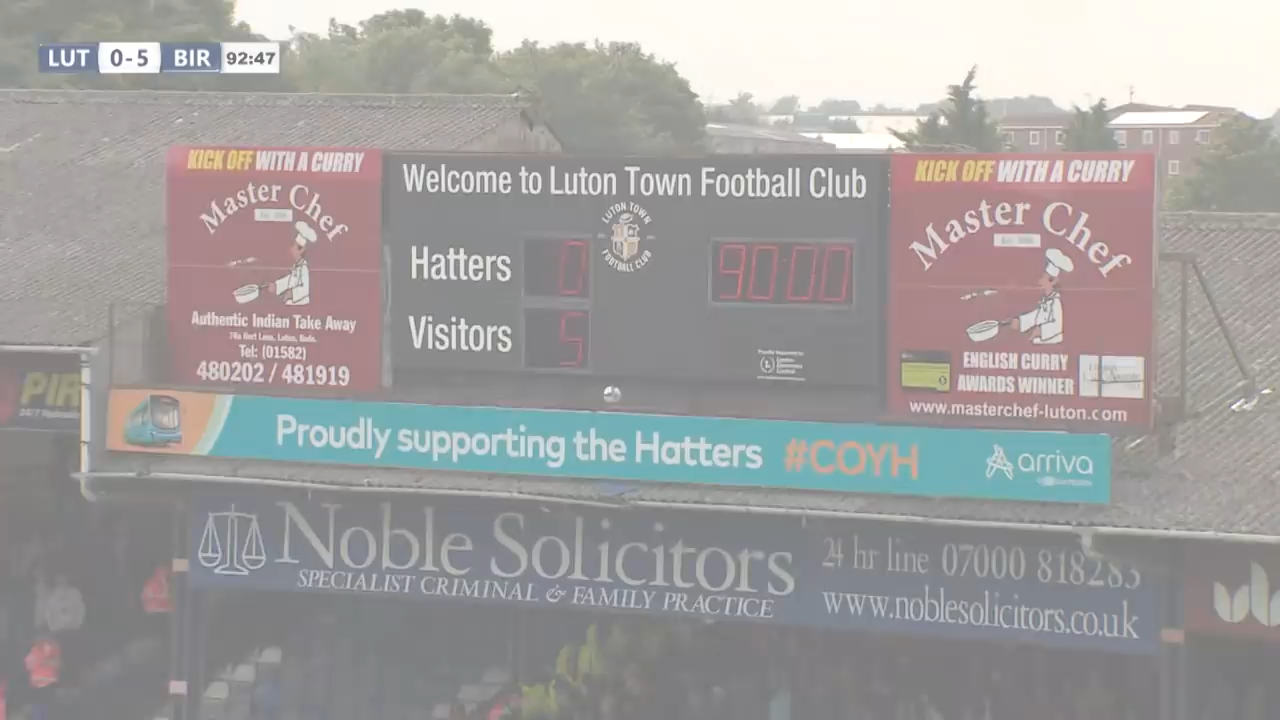 LUT 0-5 BIR 92:47
KICK OFF WITH A CURRY
Master Chef
Authentic Indian Take Away
Tel: (01582)
480202 / 481919
Welcome to Luton Town Football Club
LUTON TOWN
FOOTBALL CLUB
Hatters 0
90:00
Visitors 5
KICK OFF WITH A CURRY
Master Chef
ENGLISH CURRY
AWARDS WINNER
www.masterchef-luton.com
PIR
Proudly supporting the Hatters #COYH arriva
Noble Solicitors
SPECIALIST CRIMINAL & FAMILY PRACTICE
24 hr line 07000 818283
www.noblesolicitors.co.uk